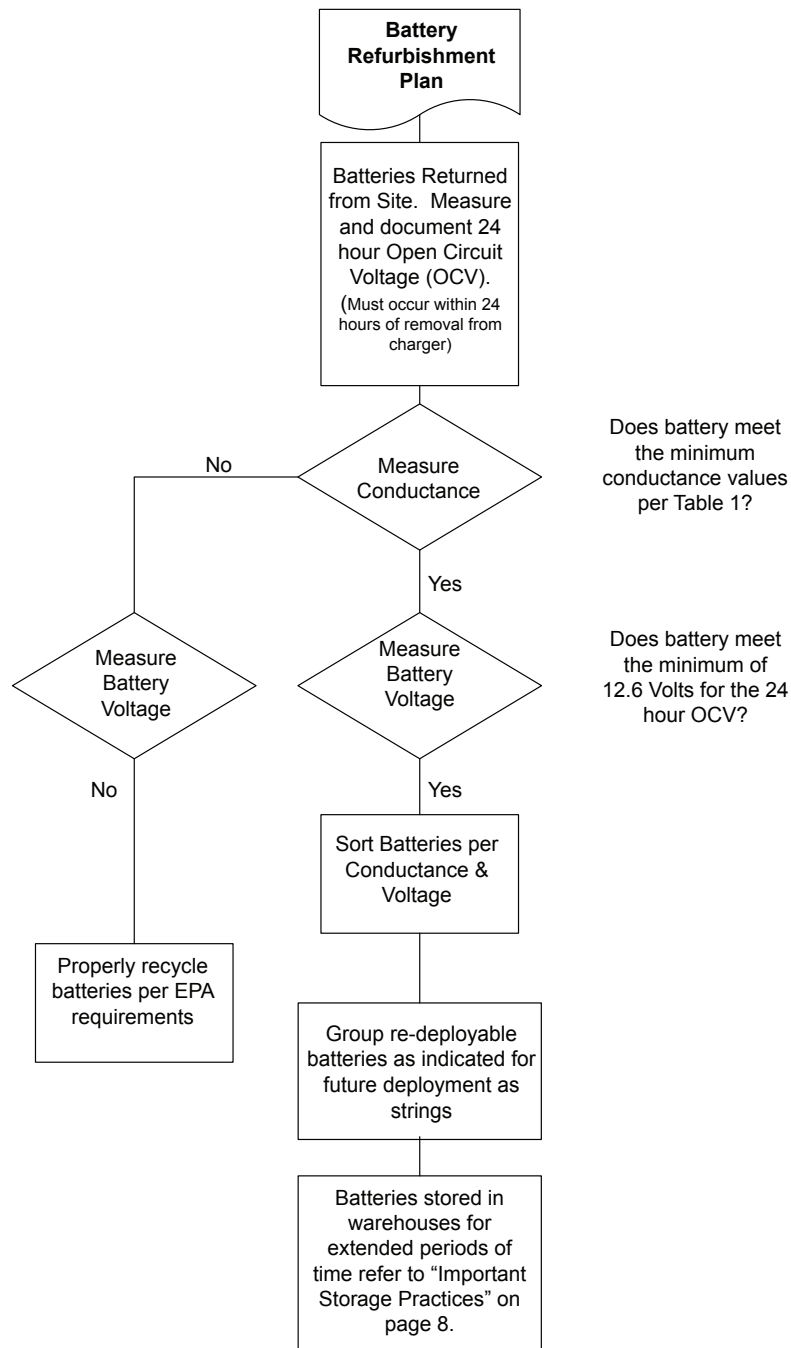 Battery
Refurbishment
Plan
Batteries Returned
from Site. Measure
and document 24
hour Open Circuit
Voltage (OCV).
(Must occur within 24
hours of removal from
charger)
No
Measure
Conductance
Does battery meet
the minimum
conductance values
per Table 1?
Yes
Measure
Battery
Voltage
Measure
Battery
Voltage
Does battery meet
the minimum of
12.6 Volts for the 24
hour OCV?
No
Yes
Sort Batteries per
Conductance &
Voltage
Properly recycle
batteries per EPA
requirements
Group re-deployable
batteries as indicated for
future deployment as
strings
Batteries stored in
warehouses for
extended periods of
time refer to “Important
Storage Practices” on
page 8.